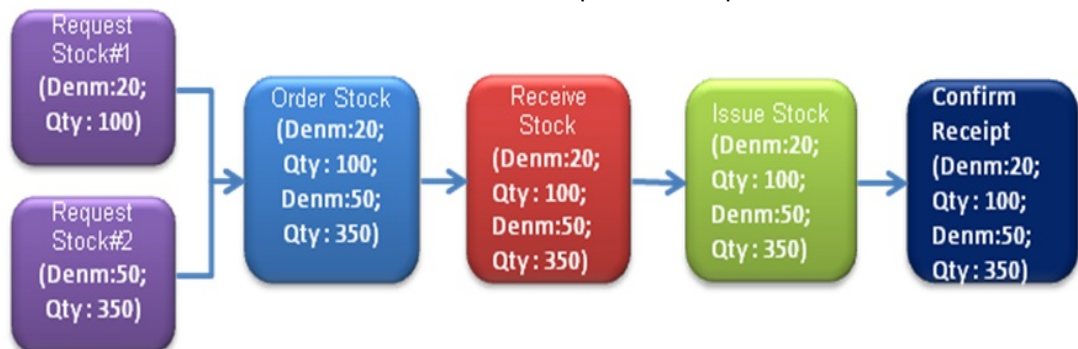 Request
Stock#1
(Denm:20;
Qty : 100)
Request
Stock#2
(Denm:50;
Qty : 350)
Order Stock
(Denm:20;
Qty : 100;
Denm:50;
Qty : 350)
Receive
Stock
(Denm:20;
Qty : 100;
Denm:50;
Qty : 350)
Issue Stock
(Denm:20;
Qty : 100;
Denm:50;
Qty : 350)
Confirm
Receipt
(Denm:20;
Qty : 100;
Denm:50;
Qty : 350)